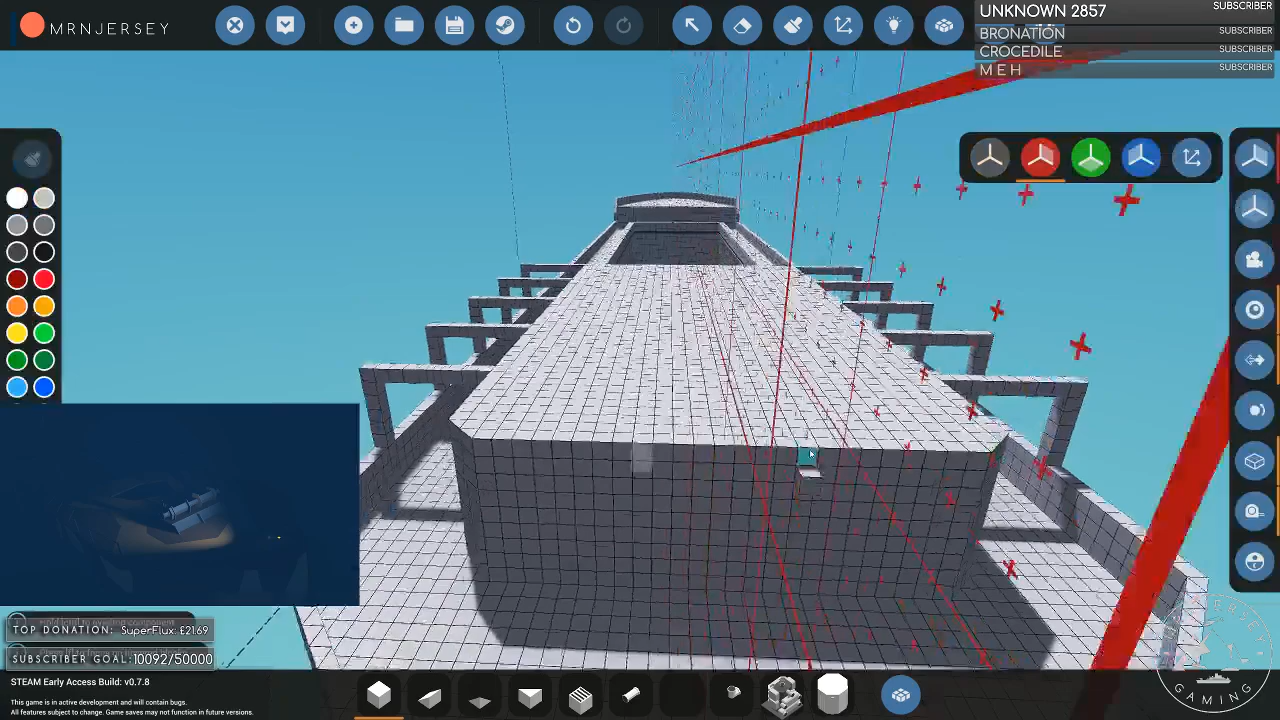 MRNJERSEY
UNKNOWN 2857 SUBSCRIBER
BRONATION SUBSCRIBER
CROCEDILE SUBSCRIBER
M E H SUBSCRIBER
TOP DONATION: SuperFlux: £21.69
SUBSCRIBER GOAL: 10092/50000
STEAM Early Access Build: v0.7.8
This game is in active development and will contain bugs.
All features subject to change. Game saves may not function in future versions.
GAMING